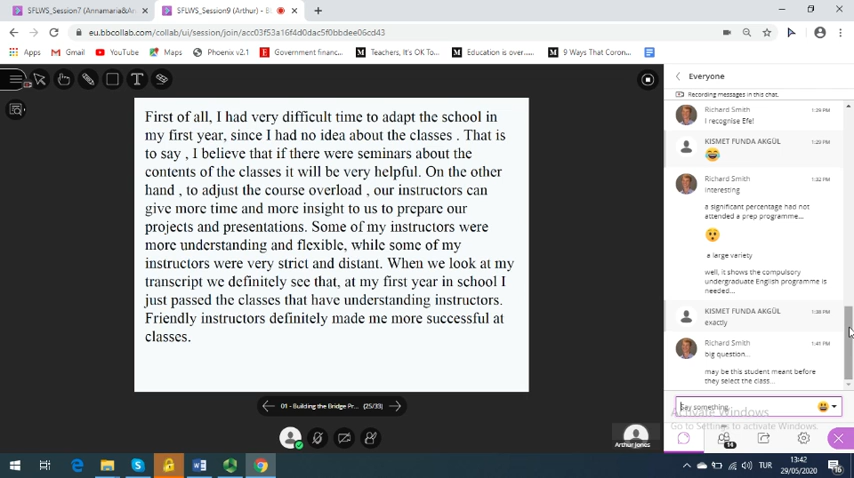 SFLWS_Session7 (Annamaria&An
SFLWS_Session9 (Arthur) - B
eu.bbcollab.com/collab/ui/session/join/acc03f53a16f4d0dac5f0bbdee06cd43
Apps Gmail YouTube Maps Phoenix v2.1 Government financ... Teachers, It's OK To... Education is over..... 9 Ways That Coron...
First of all, I had very difficult time to adapt the school in
my first year, since I had no idea about the classes . That is
to say , I believe that if there were seminars about the
contents of the classes it will be very helpful. On the other
hand , to adjust the course overload , our instructors can
give more time and more insight to us to prepare our
projects and presentations. Some of my instructors were
more understanding and flexible, while some of my
instructors were very strict and distant. When we look at my
transcript we definitely see that, at my first year in school I
just passed the classes that have understanding instructors.
Friendly instructors definitely made me more successful at
classes.
01 - Building the Bridge Pr... (25/33)
Arthur Jones
Everyone
Recording messages in this chat.
Richard Smith 1:29 PM
I recognise Efe!
KISMET FUNDA AKGÜL 1:29 PM
Richard Smith 1:32 PM
interesting
a significant percentage had not
attended a prep programme...
a large variety
well, it shows the compulsory
undergraduate English programme is
needed...
KISMET FUNDA AKGÜL 1:38 PM
exactly
Richard Smith 1:41 PM
big question...
may be this student meant before
they select the class...
Say something
Activate Windows
Go to Settings to activate Windows.
14
TUR
13:42
29/05/2020
16